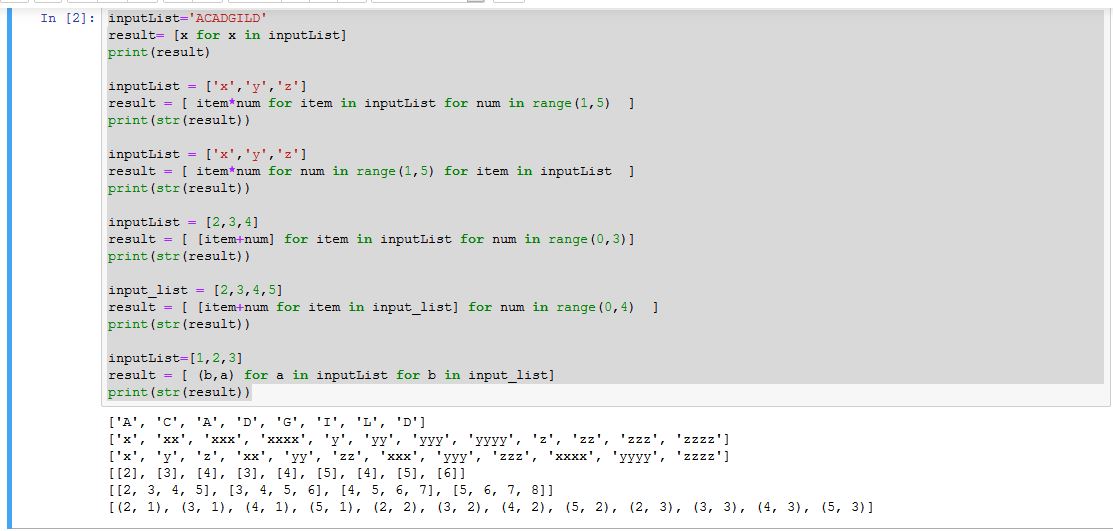 In [2]: inputList='ACADGILD'
result= [x for x in inputList]
print(result)
inputList = ['x','y','z']
result = [ item*num for item in inputList for num in range(1,5)  ]
print(str(result))
inputList = ['x','y','z']
result = [ item*num for num in range(1,5) for item in inputList  ]
print(str(result))
inputList = [2,3,4]
result = [ [item+num] for item in inputList for num in range(0,3)]
print(str(result))
input_list = [2,3,4,5]
result = [ [item+num for item in input_list] for num in range(0,4)  ]
print(str(result))
inputList=[1,2,3]
result = [ (b,a) for a in inputList for b in input_list]
print(str(result))
['A', 'C', 'A', 'D', 'G', 'I', 'L', 'D']
['x', 'xx', 'xxx', 'xxxx', 'y', 'yy', 'yyy', 'yyyy', 'z', 'zz', 'zzz', 'zzzz']
['x', 'y', 'z', 'xx', 'yy', 'zz', 'xxx', 'yyy', 'zzz', 'xxxx', 'yyyy', 'zzzz']
[[2], [3], [4], [3], [4], [5], [4], [5], [6]]
[[2, 3, 4, 5], [3, 4, 5, 6], [4, 5, 6, 7], [5, 6, 7, 8]]
[(2, 1), (3, 1), (4, 1), (5, 1), (2, 2), (3, 2), (4, 2), (5, 2), (2, 3), (3, 3), (4, 3), (5, 3)]